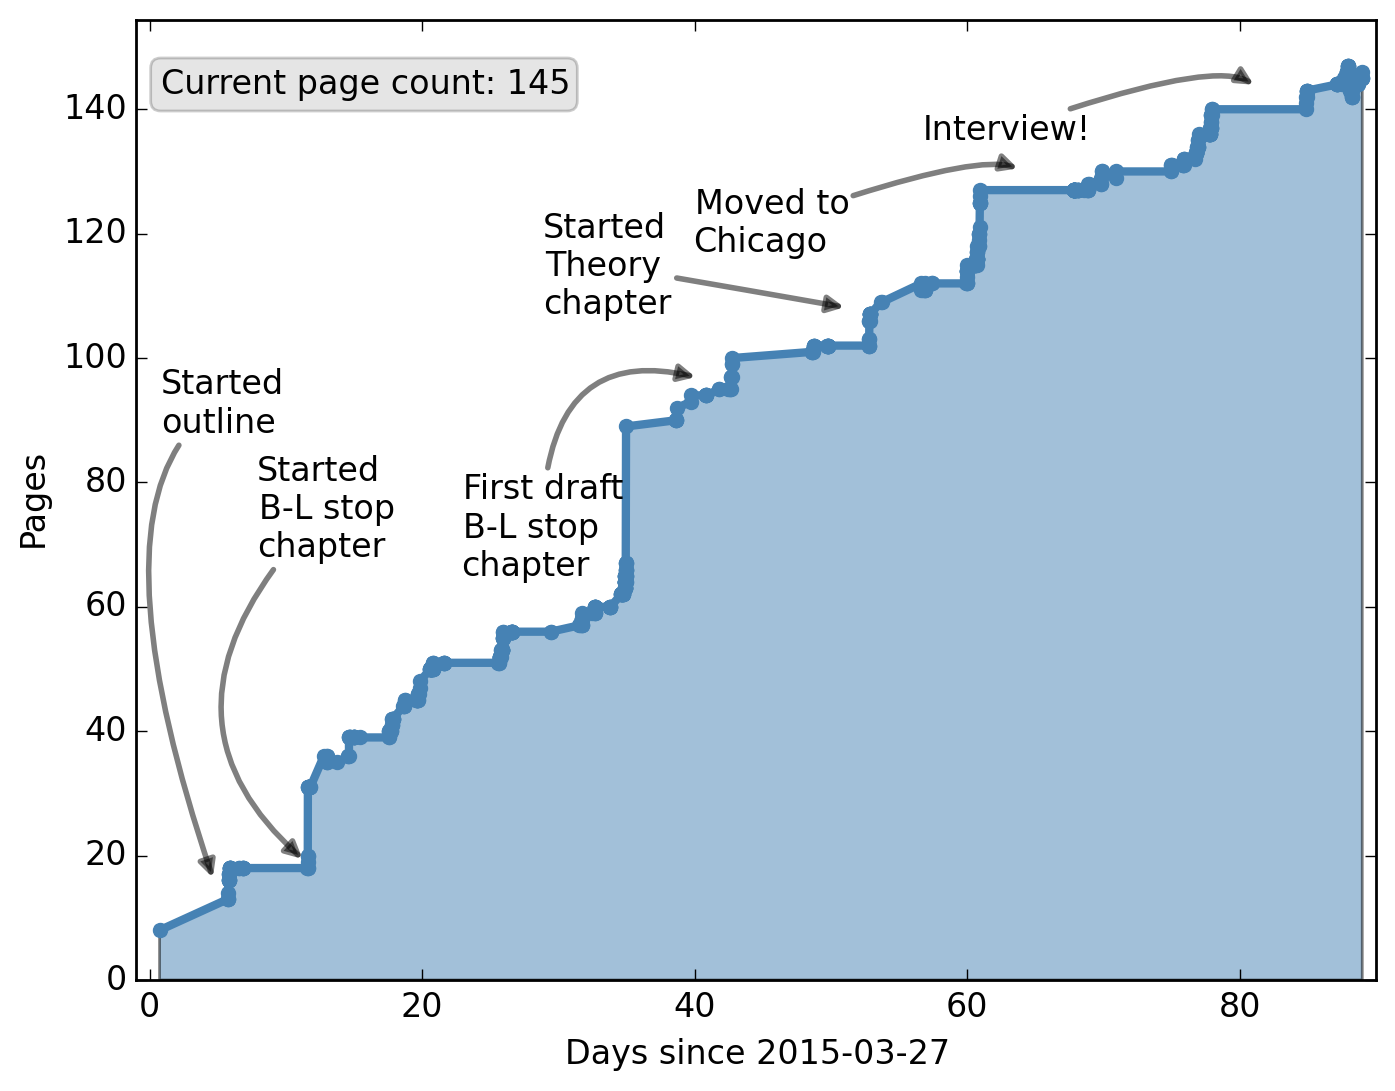 Current page count: 145
Interview!
Moved to
Chicago
Started
Theory
chapter
Started
outline
Started
B-L stop
chapter
First draft
B-L stop
chapter
Pages
140
120
100
80
60
40
20
0
0 20 40 60 80
Days since 2015-03-27